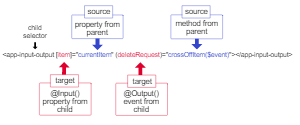 source
property from
parent
source
method from
parent
child
selector
<app-input-output [item]="currentItem" (deleteRequest)="crossOffItem($event)"></app-input-output>
target
@Input()
property from
child
target
@Output()
event from
child